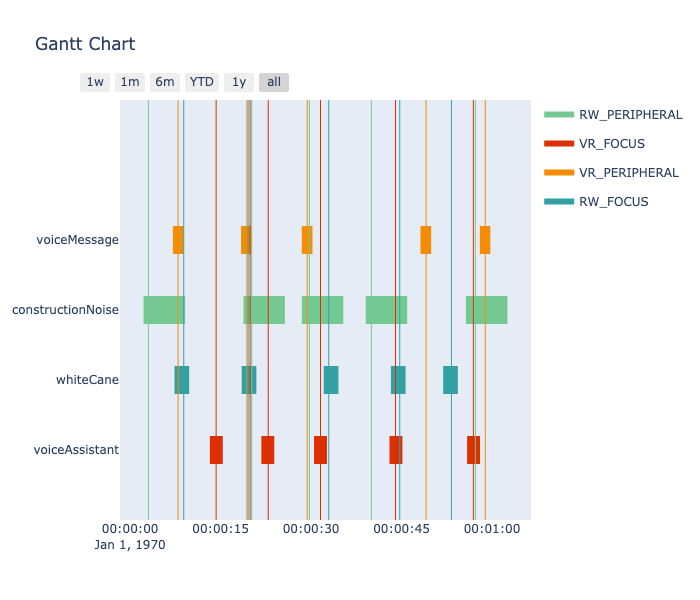 Gantt Chart
1w 1m 6m YTD 1y all
RW_PERIPHERAL
VR_FOCUS
VR_PERIPHERAL
RW_FOCUS
voiceMessage
constructionNoise
whiteCane
voiceAssistant
00:00:00 00:00:15 00:00:30 00:00:45 00:01:00
Jan 1, 1970